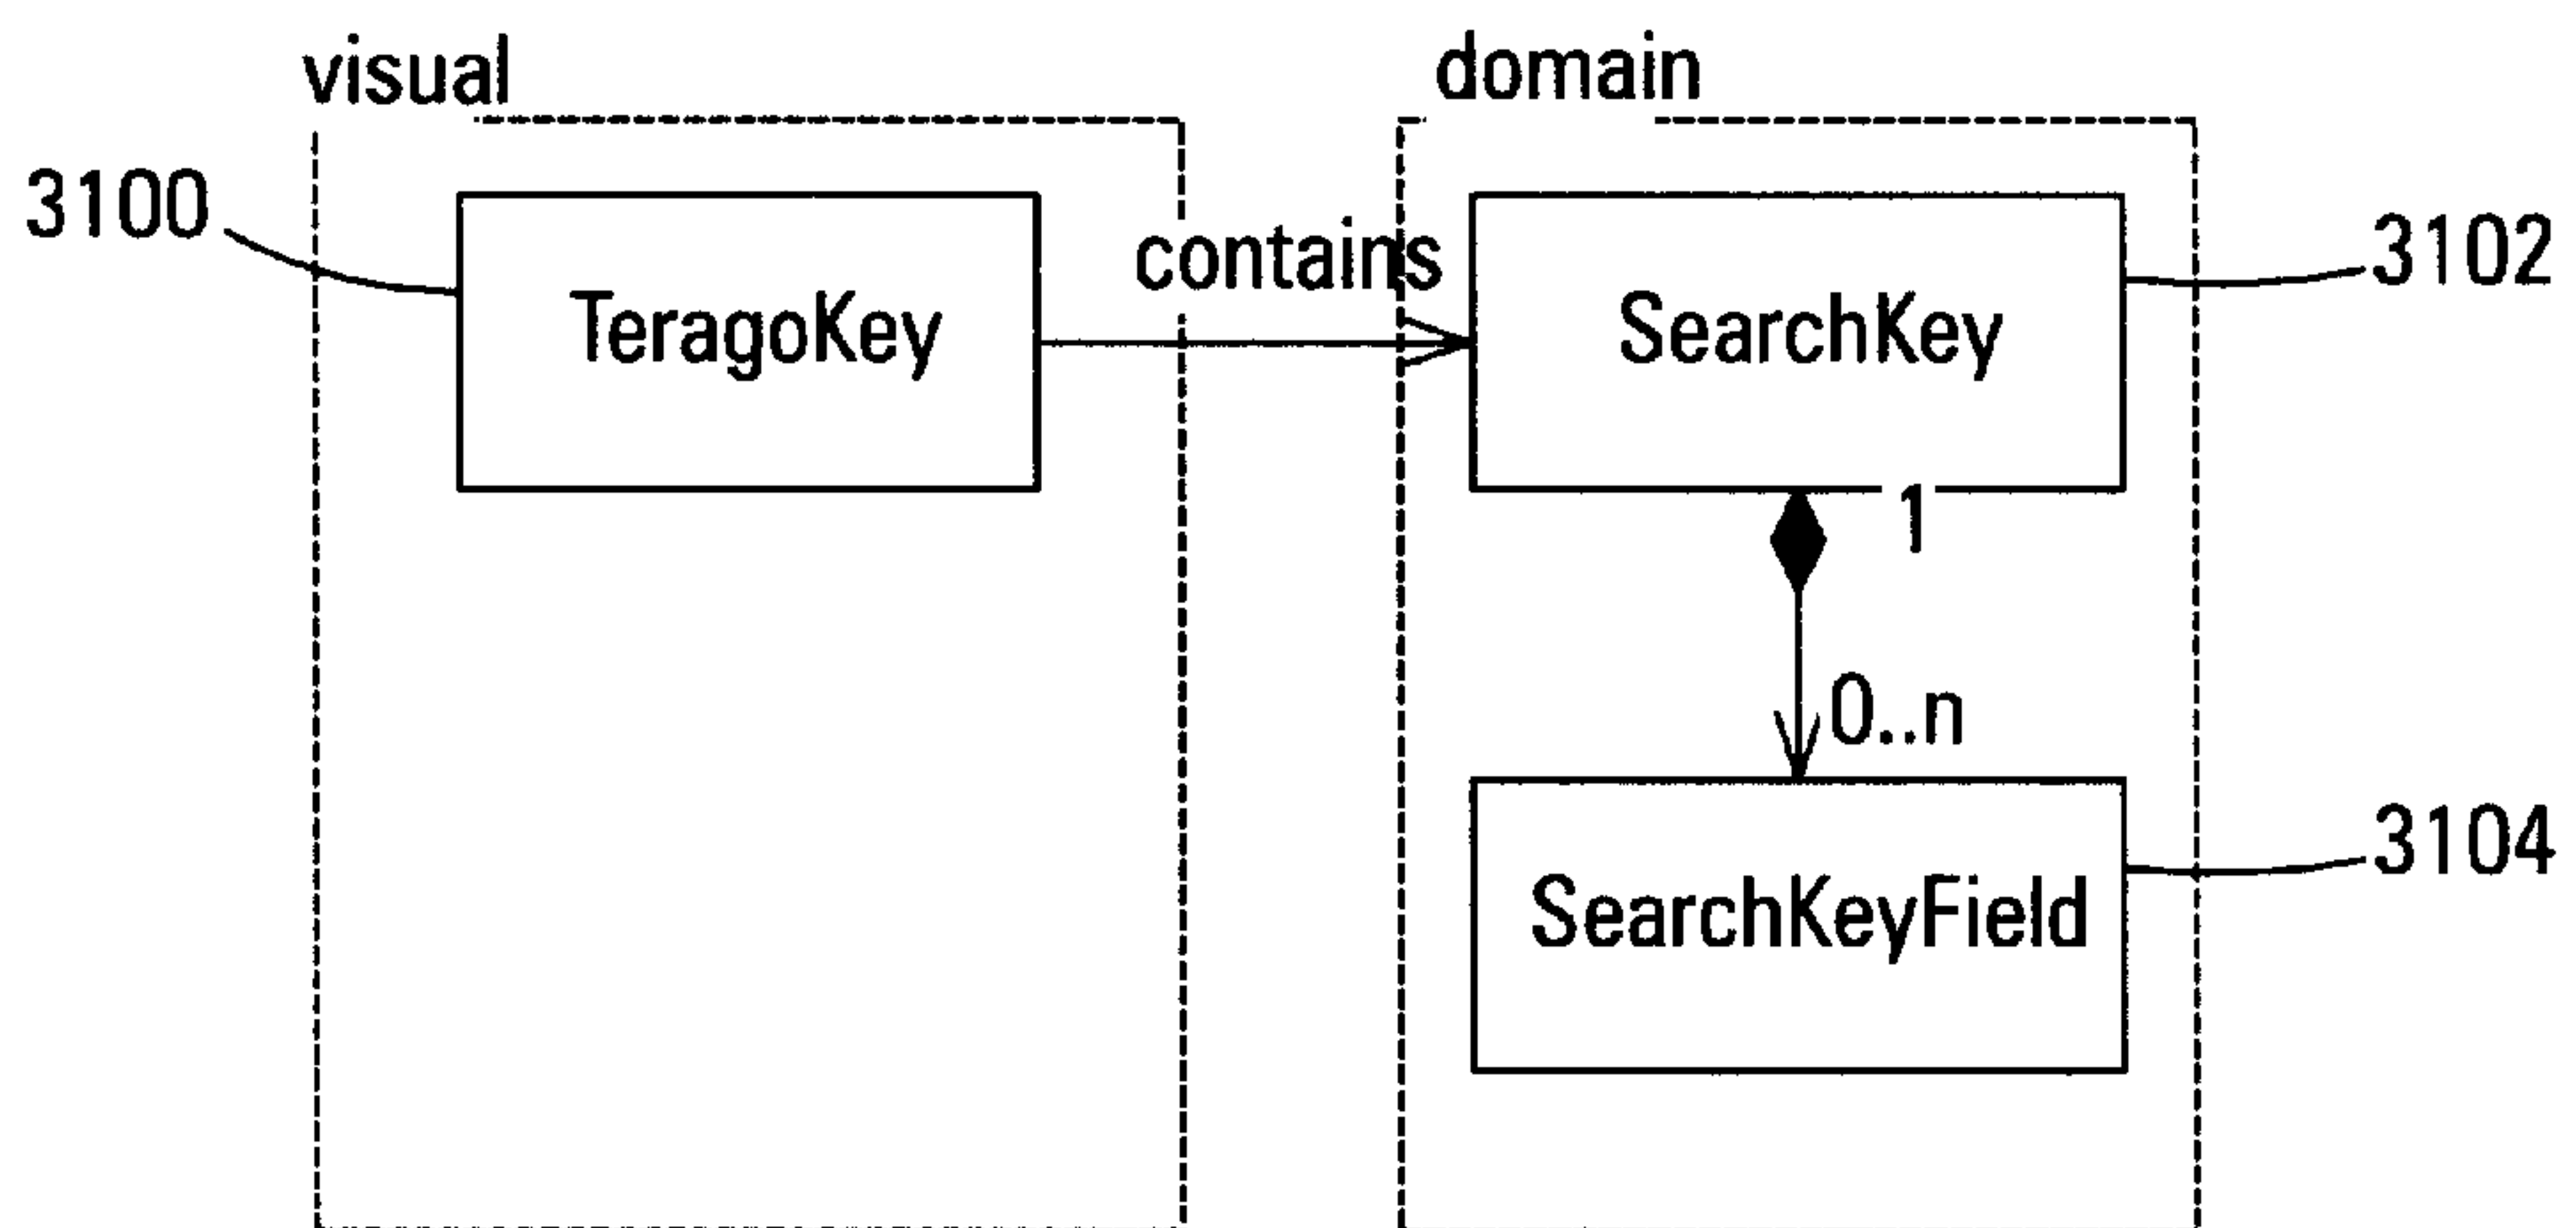 visual
domain
3100
3102
contains
TeragoKey
SearchKey
1
0..n
3104
SearchKeyField